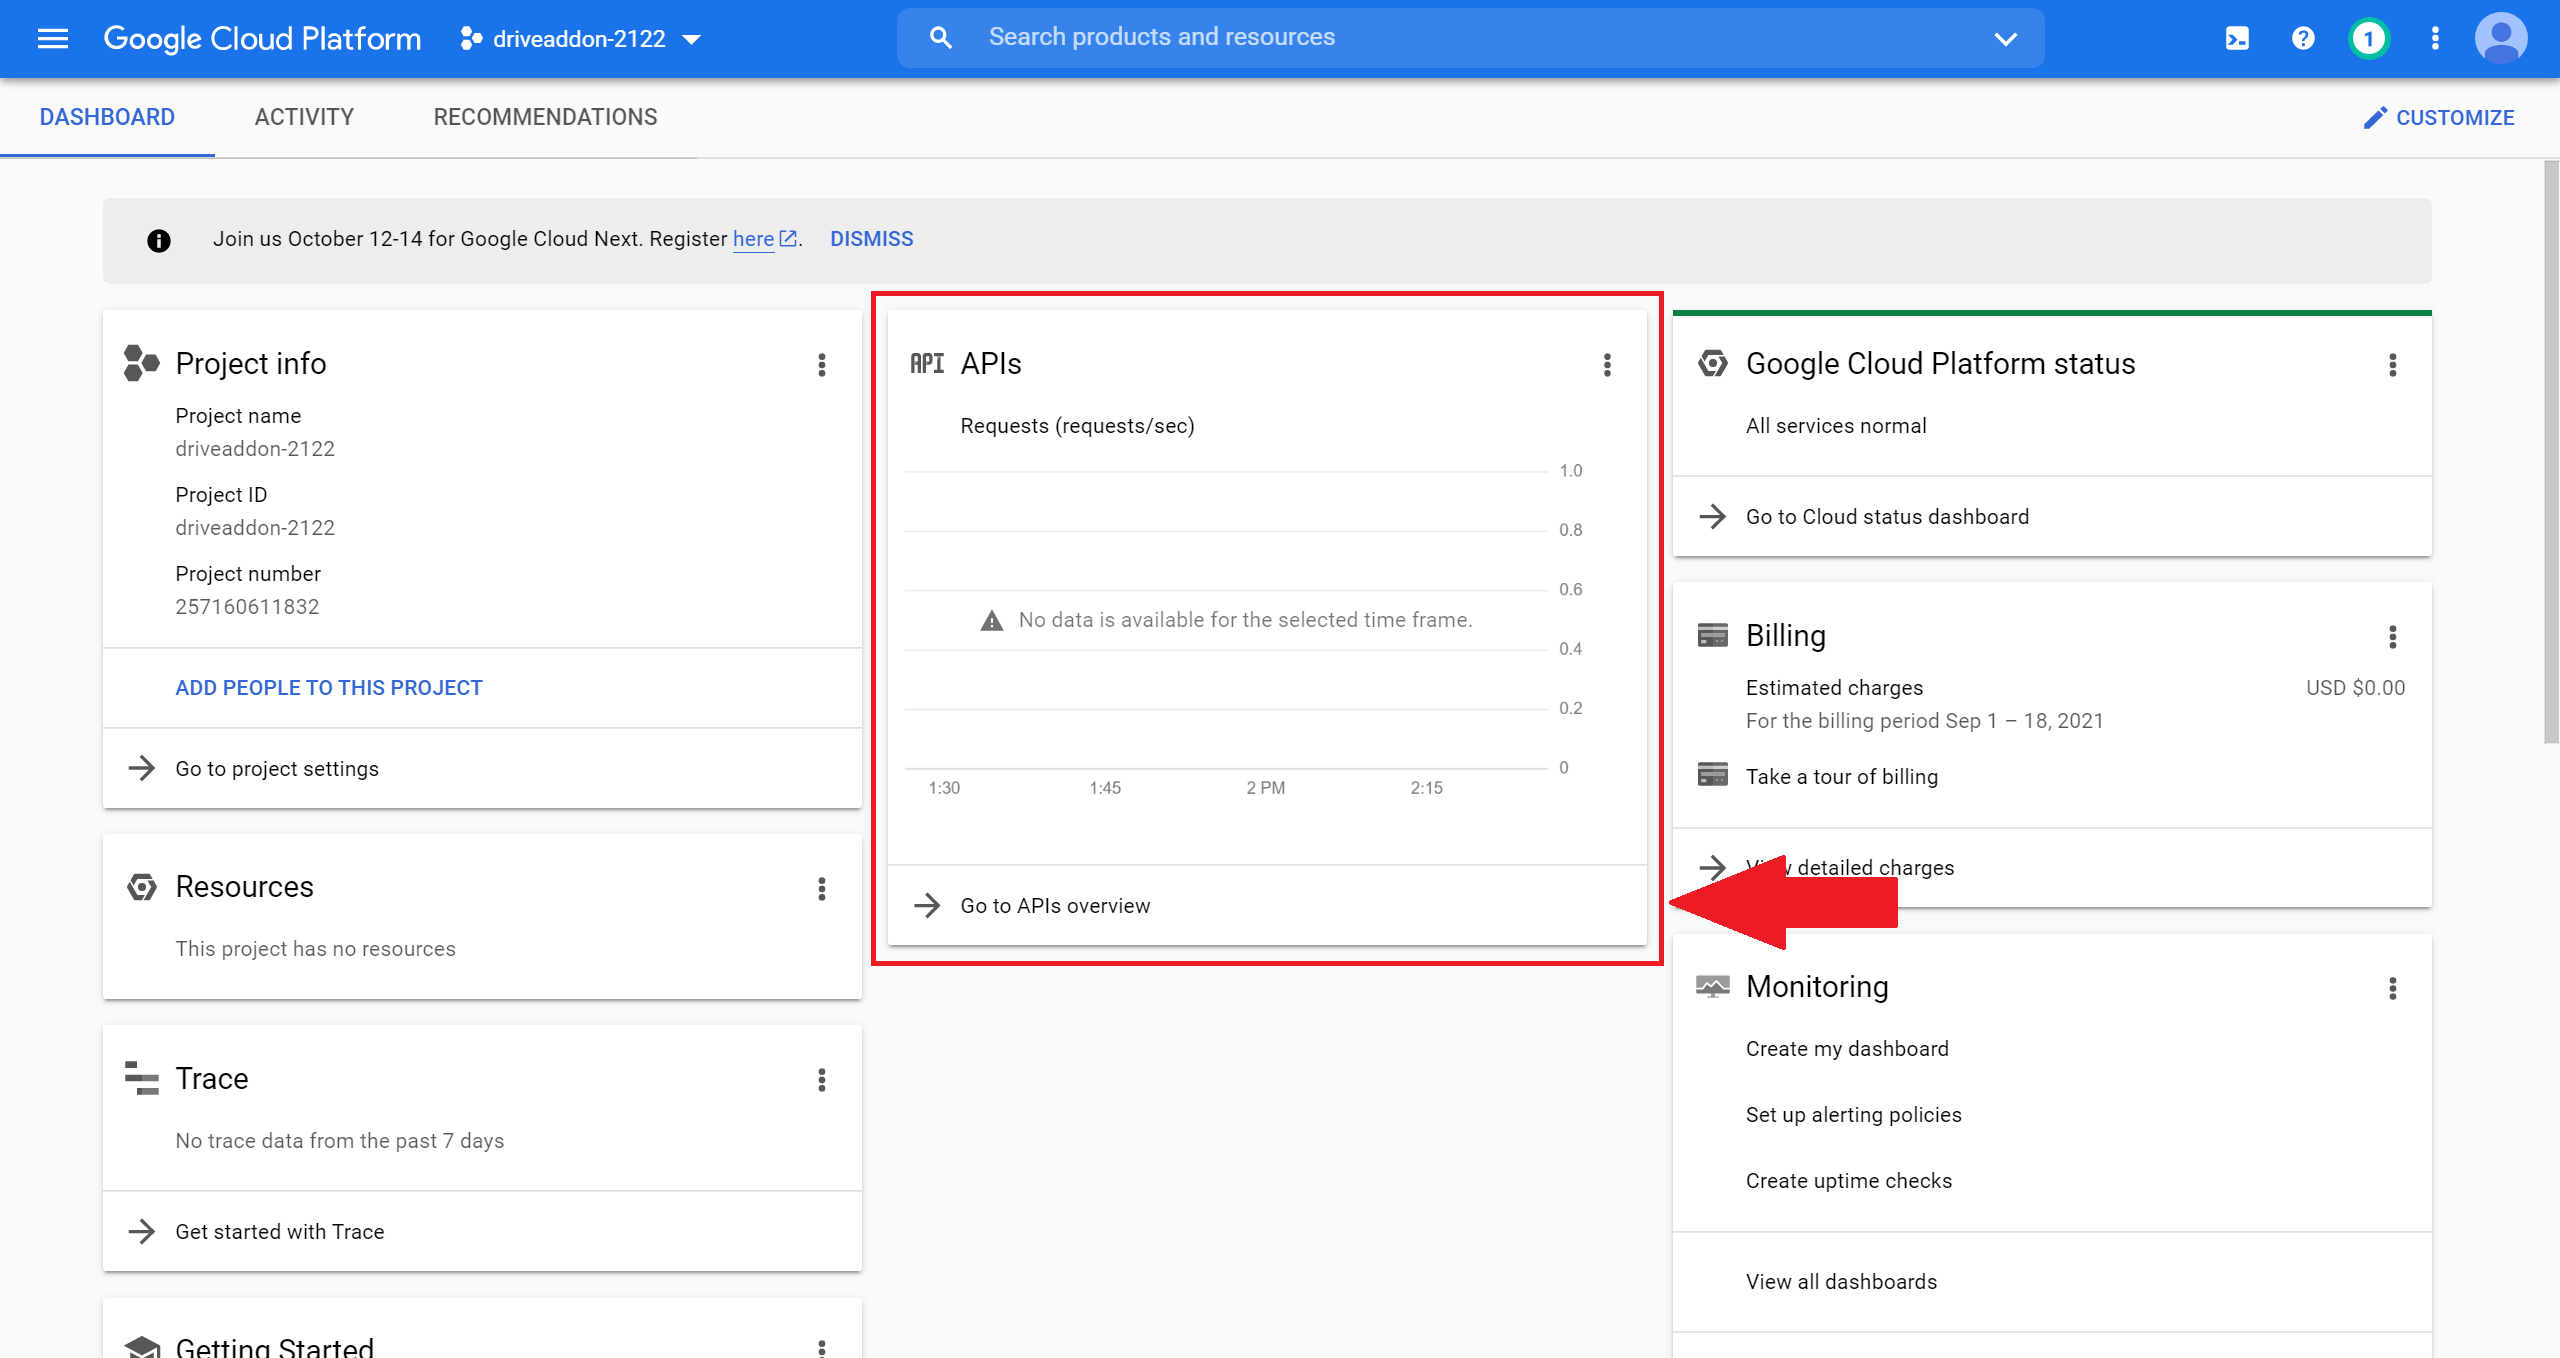 Google Cloud Platform
driveaddon-2122
Search products and resources
1
DASHBOARD
ACTIVITY
RECOMMENDATIONS
CUSTOMIZE
Join us October 12-14 for Google Cloud Next. Register here. DISMISS
Project info
Project name
driveaddon-2122
Project ID
driveaddon-2122
Project number
257160611832
ADD PEOPLE TO THIS PROJECT
Go to project settings
Resources
This project has no resources
Trace
No trace data from the past 7 days
Get started with Trace
Getting Started
API APIs
Requests (requests/sec)
1.0
0.8
0.6
No data is available for the selected time frame.
0.4
0.2
0
1:30 1:45 2 PM 2:15
Go to APIs overview
Google Cloud Platform status
All services normal
Go to Cloud status dashboard
Billing
Estimated charges USD $0.00
For the billing period Sep 1 – 18, 2021
Take a tour of billing
detailed charges
Monitoring
Create my dashboard
Set up alerting policies
Create uptime checks
View all dashboards